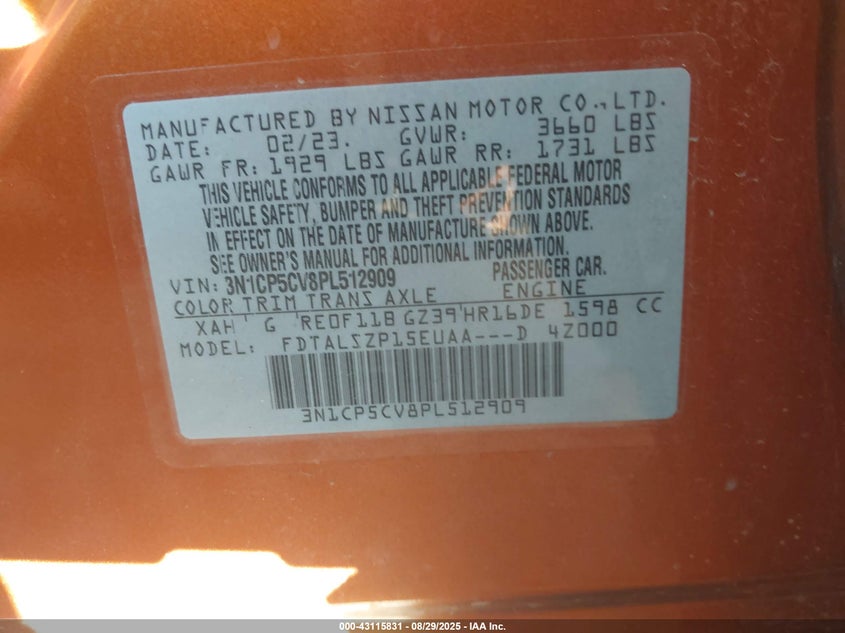 MANUFACTURED BY NISSAN MOTOR CO., LTD.
DATE: 02/23. GVWR: 3660 LBS
GAWR FR: 1929 LBS GAWR RR: 1731 LBS
THIS VEHICLE CONFORMS TO ALL APPLICABLE FEDERAL MOTOR
VEHICLE SAFETY, BUMPER AND THEFT PREVENTION STANDARDS
IN EFFECT ON THE DATE OF MANUFACTURE SHOWN ABOVE.
SEE OWNER'S MANUAL FOR ADDITIONAL INFORMATION.
VIN: 3N1CP5CV8PL512909 PASSENGER CAR.
COLOR TRIM TRANS AXLE ENGINE
XAH G RE0F11B GZ39 HR16DE 1598 CC
MODEL: FDTALSZP15EUAA---D 4Z000
3N1CP5CV8PL512909
000-43115831 - 08/29/2025 - IAA Inc.